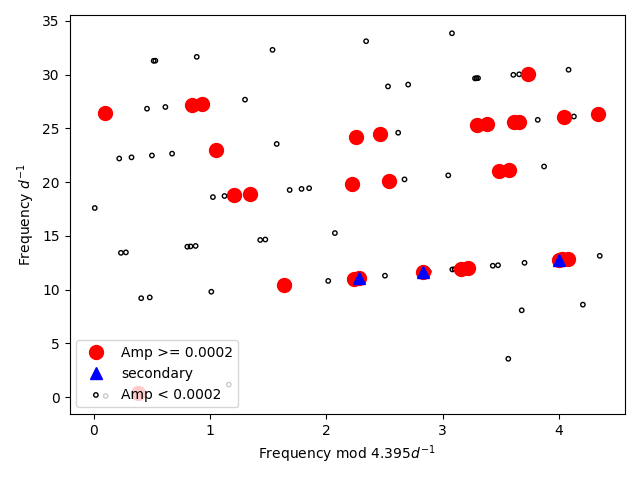 35
30
25
20
15
10
5
0
Frequency d⁻¹
Amp >= 0.0002
secondary
Amp < 0.0002
0 1 2 3 4
Frequency mod 4.395d⁻¹